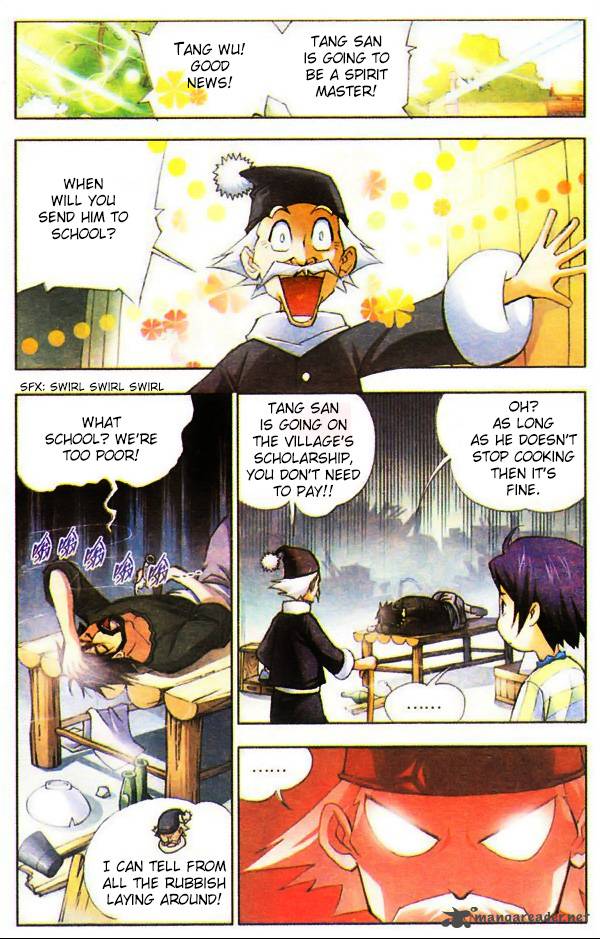 TANG WU!
GOOD
NEWS!
TANG SAN
IS GOING TO
BE A SPIRIT
MASTER!
WHEN
WILL YOU
SEND HIM TO
SCHOOL?
SFX: SWIRL SWIRL SWIRL
WHAT
SCHOOL? WE'RE
TOO POOR!
I CAN TELL FROM
ALL THE RUBBISH
LAYING AROUND!
TANG SAN
IS GOING ON
THE VILLAGE'S
SCHOLARSHIP,
YOU DON'T NEED
TO PAY!!
OH?
AS LONG
AS HE DOESN'T
STOP COOKING
THEN IT'S
FINE.
......
......
mangareader.net